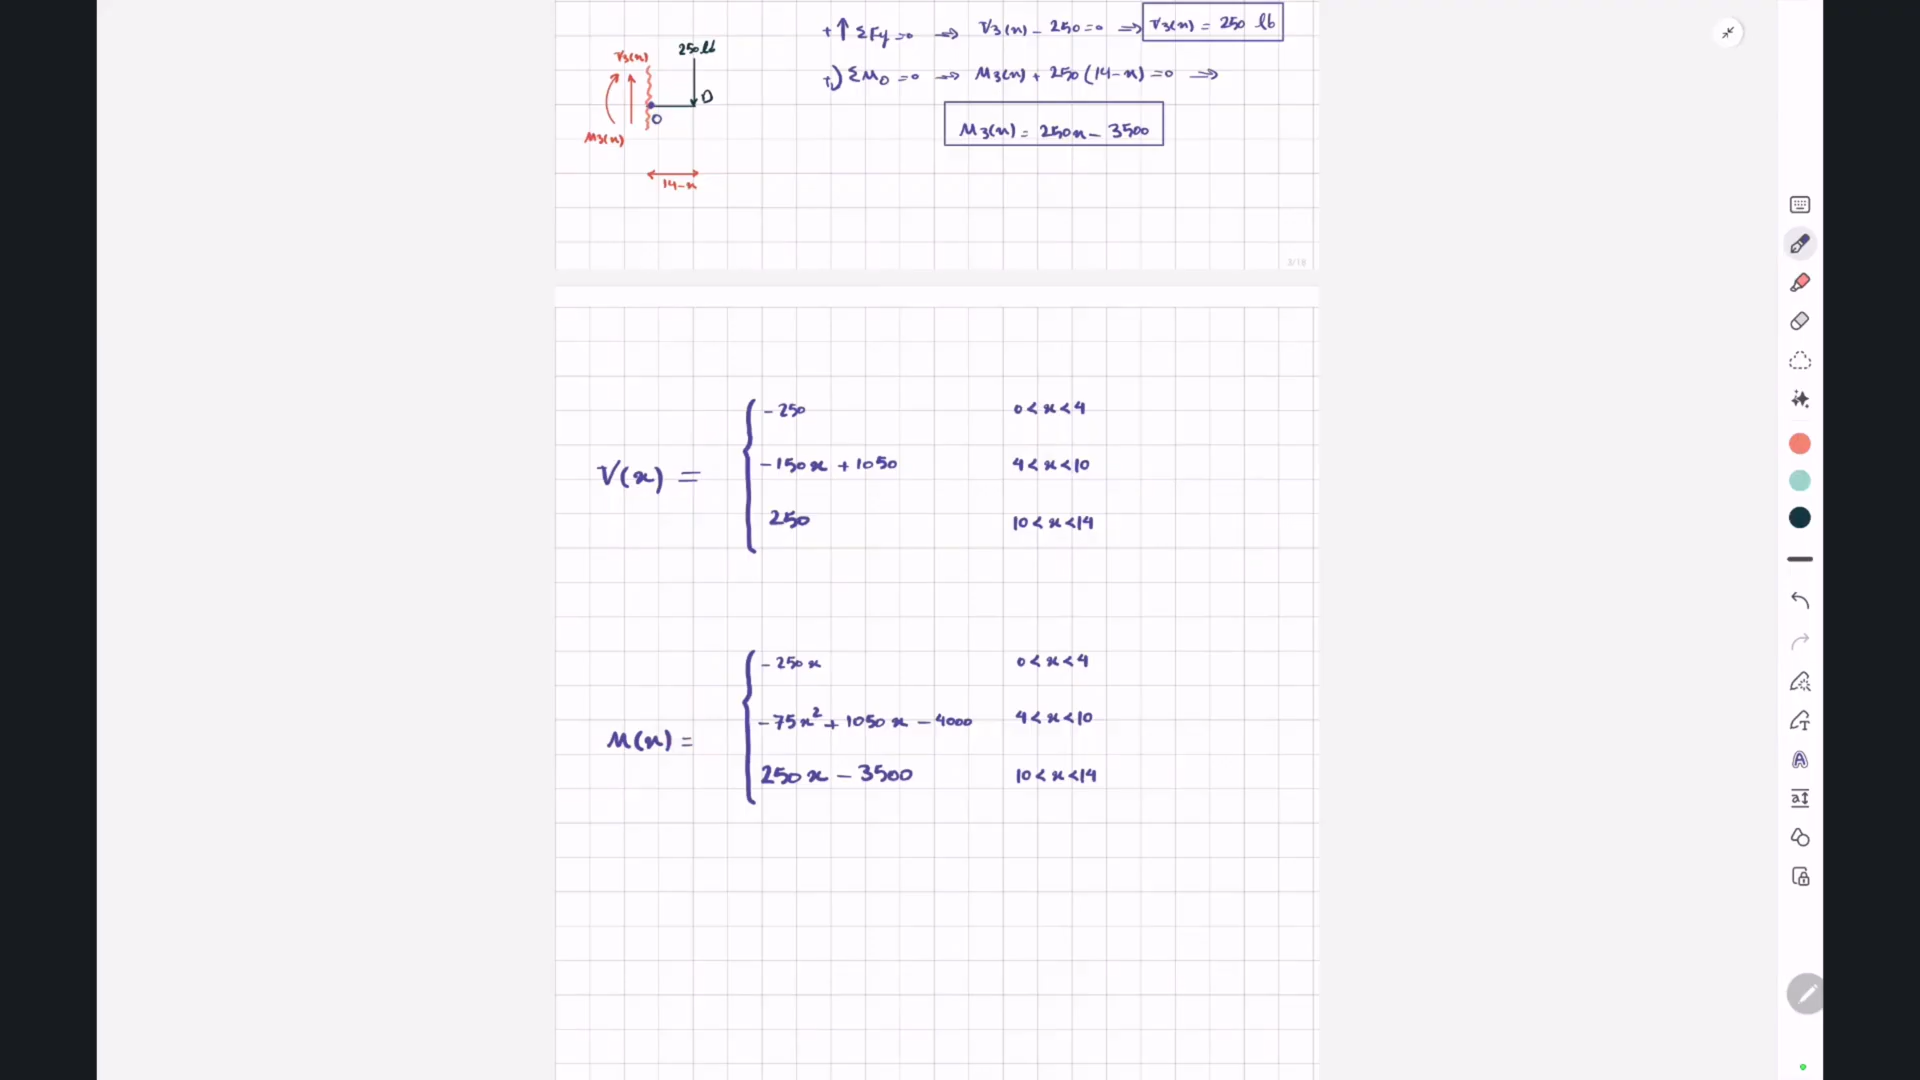 +↑ ΣFy=0 ⇒ V3(x) - 250=0 ⇒ V3(x) = 250 lb
250 lb
V3(x)
+) ΣMO =0 ⇒ M3(x) + 250(14-x)=0 ⇒
D
O
M3(x) = 250x - 3500
M3(x)
14-x
3/18
V(x) =
-250 0<x<4
-150x + 1050 4<x<10
250 10<x<14
M(x) =
-250x 0<x<4
-75x² + 1050x - 4000 4<x<10
250x - 3500 10<x<14